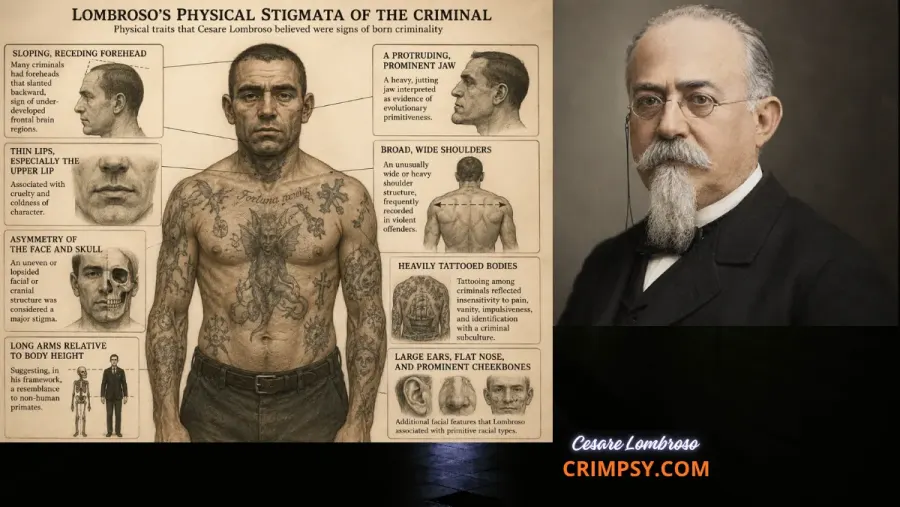 LOMBROSO'S PHYSICAL STIGMATA OF THE CRIMINAL
Physical traits that Cesare Lombroso believed were signs of born criminality
SLOPING, RECEDING FOREHEAD
Many criminals
had foreheads
that slanted
backward,
sign of under-
developed
frontal brain
regions.
THIN LIPS,
ESPECIALLY THE
UPPER LIP
Associated with
cruelty and
coldness of
character.
ASYMMETRY OF
THE FACE AND SKULL
An uneven or
lopsided
facial or
cranial
structure was
considered a
major stigma.
LONG ARMS RELATIVE
TO BODY HEIGHT
Suggesting, in
his framework,
a resemblance
to non-human
primates.
Fortuna
A PROTRUDING,
PROMINENT JAW
A heavy, jutting
jaw interpreted
as evidence of
evolutionary
primitiveness.
BROAD, WIDE SHOULDERS
An unusually
wide or heavy
shoulder
structure,
frequently
recorded
in violent
offenders.
HEAVILY TATTOOED BODIES
Tattooing among
criminals reflected
insensitivity to pain,
vanity, impulsiveness,
and identification
with a criminal
subculture.
LARGE EARS, FLAT NOSE,
AND PROMINENT CHEEKBONES
Additional facial features that Lombroso
associated with primitive racial types.
Cesare Lombroso
CRIMPSY.COM